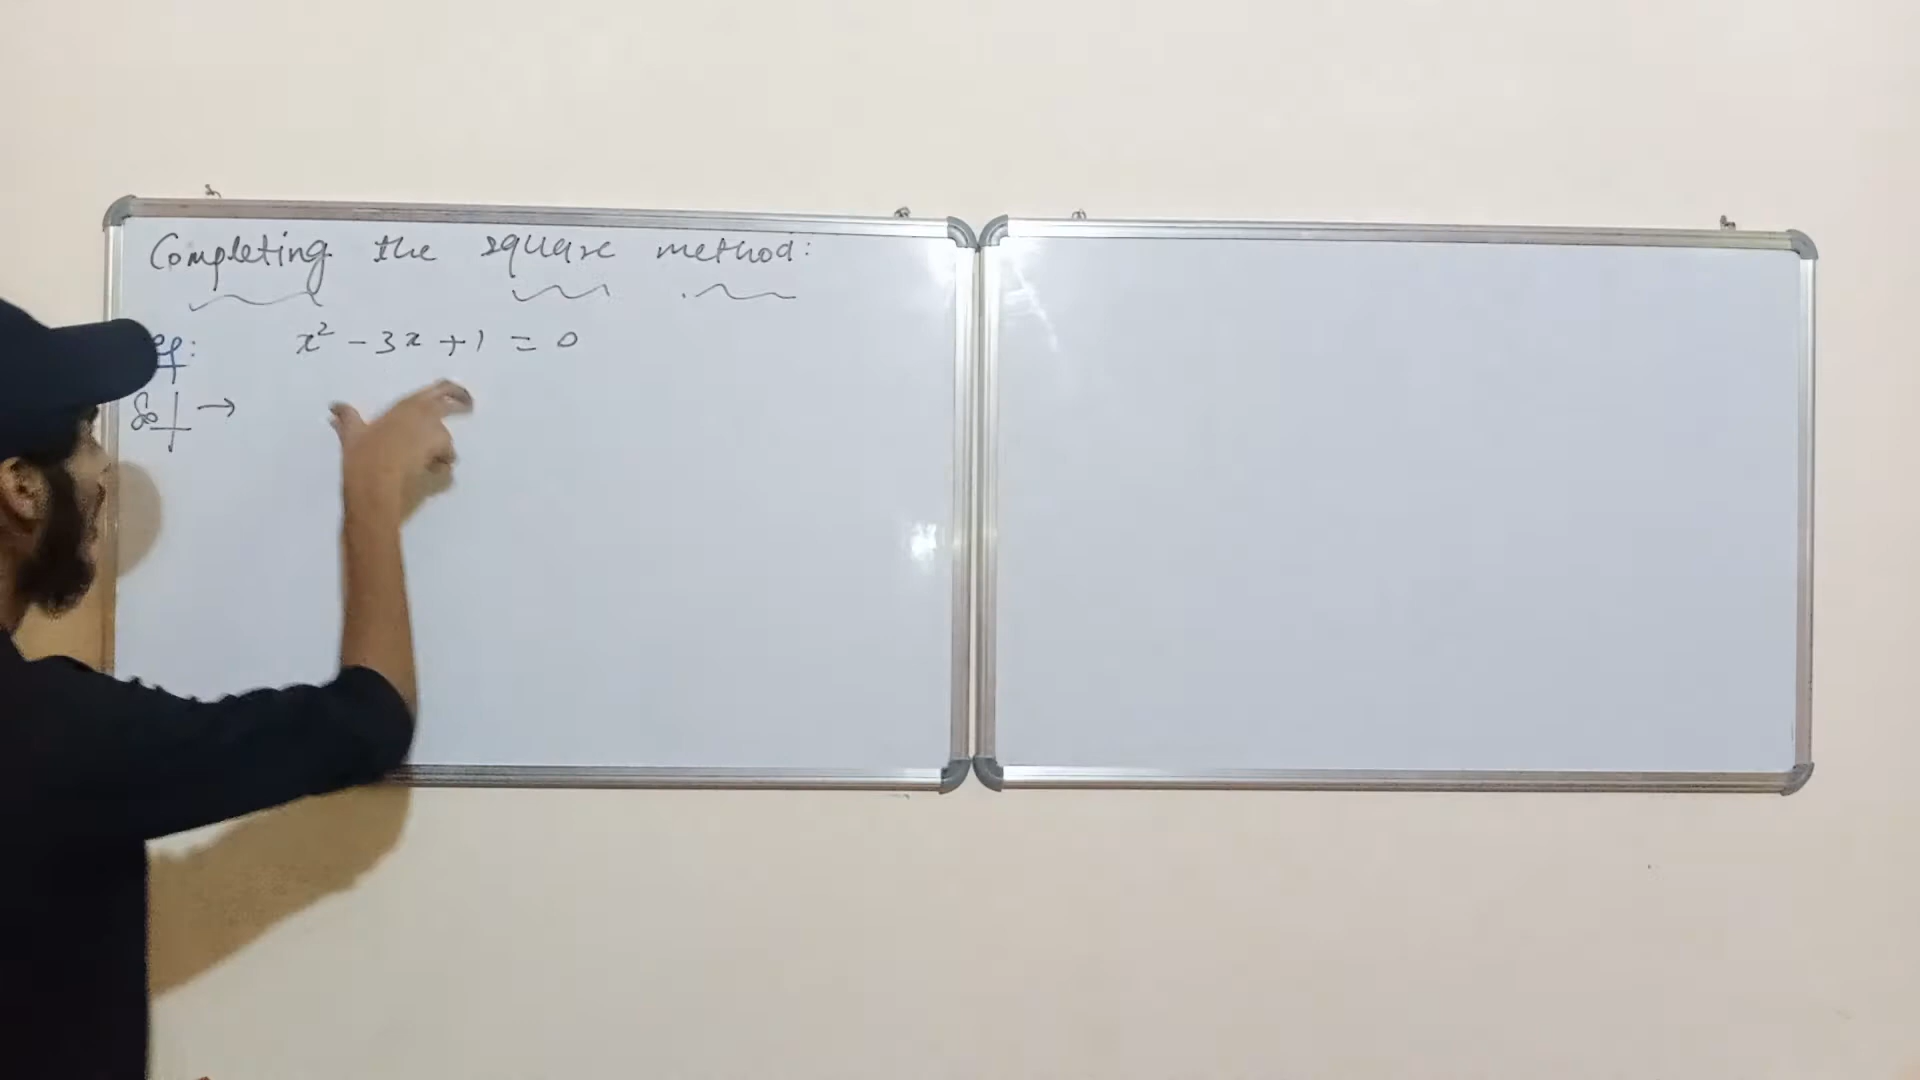 Completing the square method:
eg:
x² - 3x + 1 = 0
Sol →